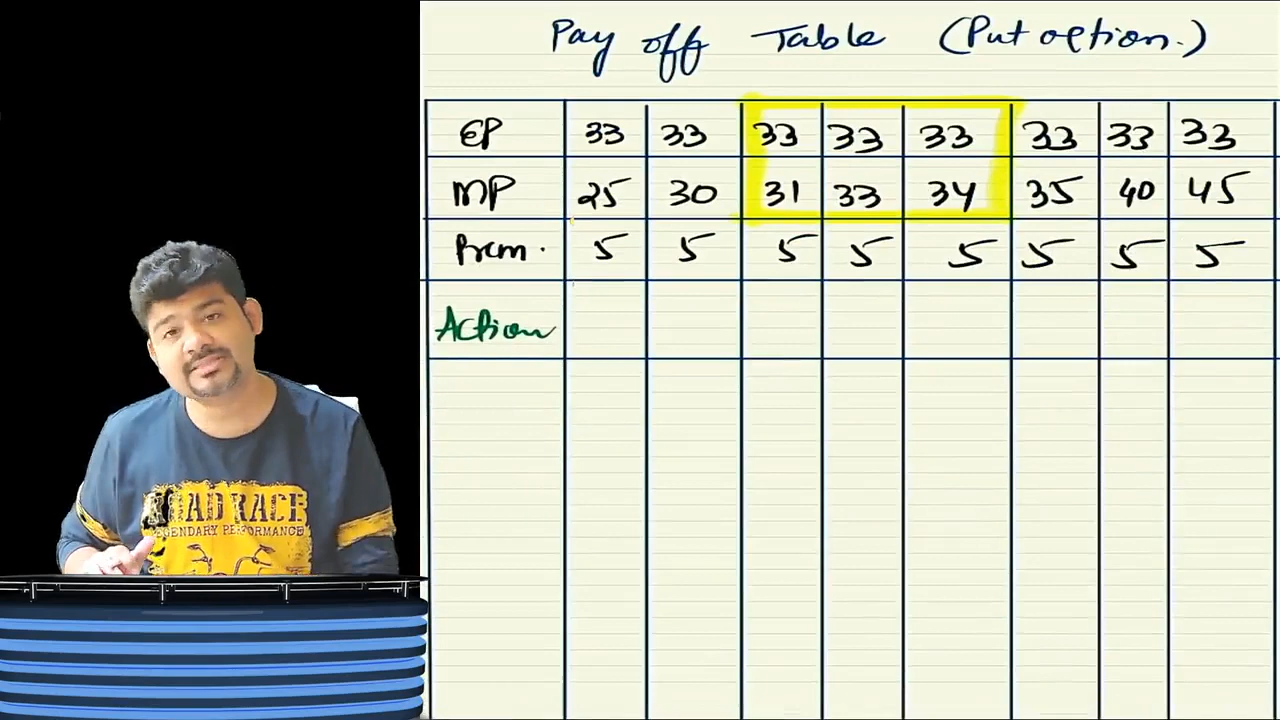 Pay off Table (Put option.)
EP 33 33 33 33 33 33 33 33
MP 25 30 31 33 34 35 40 45
Prem. 5 5 5 5 5 5 5 5
Action
ROAD RACE
LEGENDARY PERFORMANCE